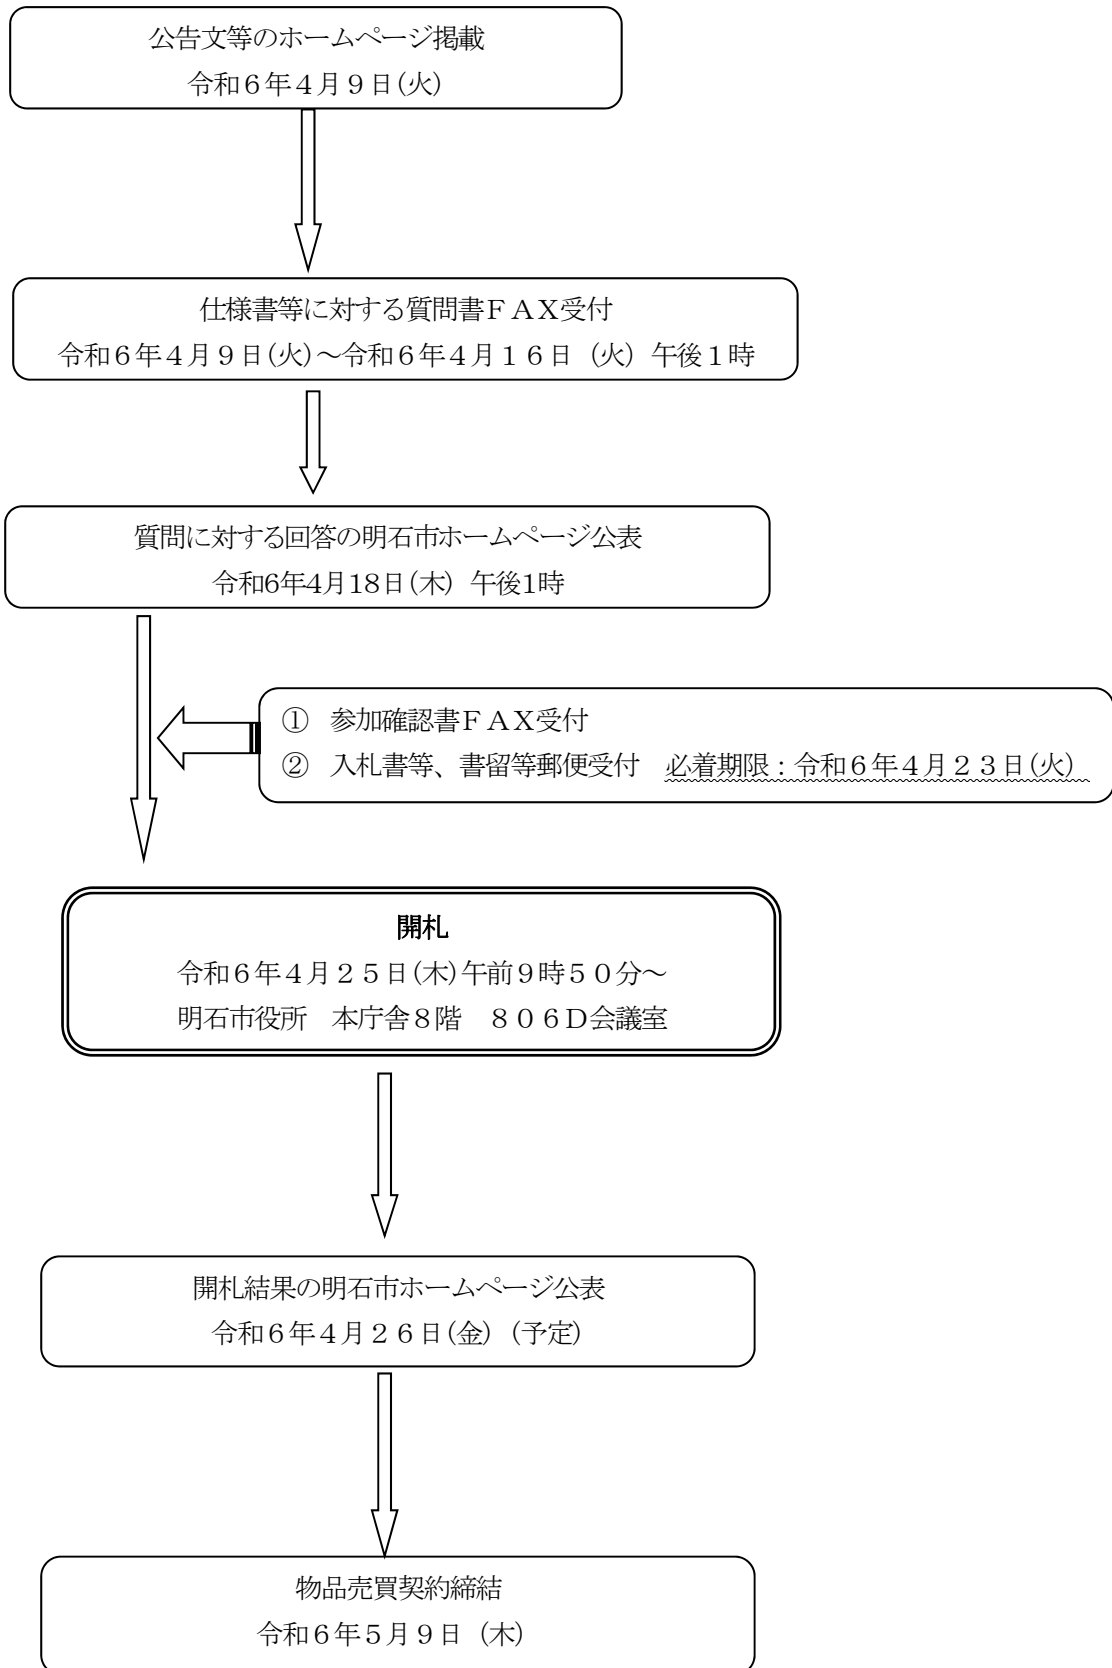 公告文等のホームページ掲載
令和６年４月９日(火)
仕様書等に対する質問書ＦＡＸ受付
令和６年４月９日(火)～令和６年４月１６日（火）午後１時
質問に対する回答の明石市ホームページ公表
令和6年4月18日(木）午後1時
①　参加確認書ＦＡＸ受付
②　入札書等、書留等郵便受付　必着期限：令和６年４月２３日(火)
開札
令和６年４月２５日(木)午前９時５０分～
明石市役所　本庁舎８階　８０６Ｄ会議室
開札結果の明石市ホームページ公表
令和６年４月２６日(金)（予定）
物品売買契約締結
令和６年５月９日（木）